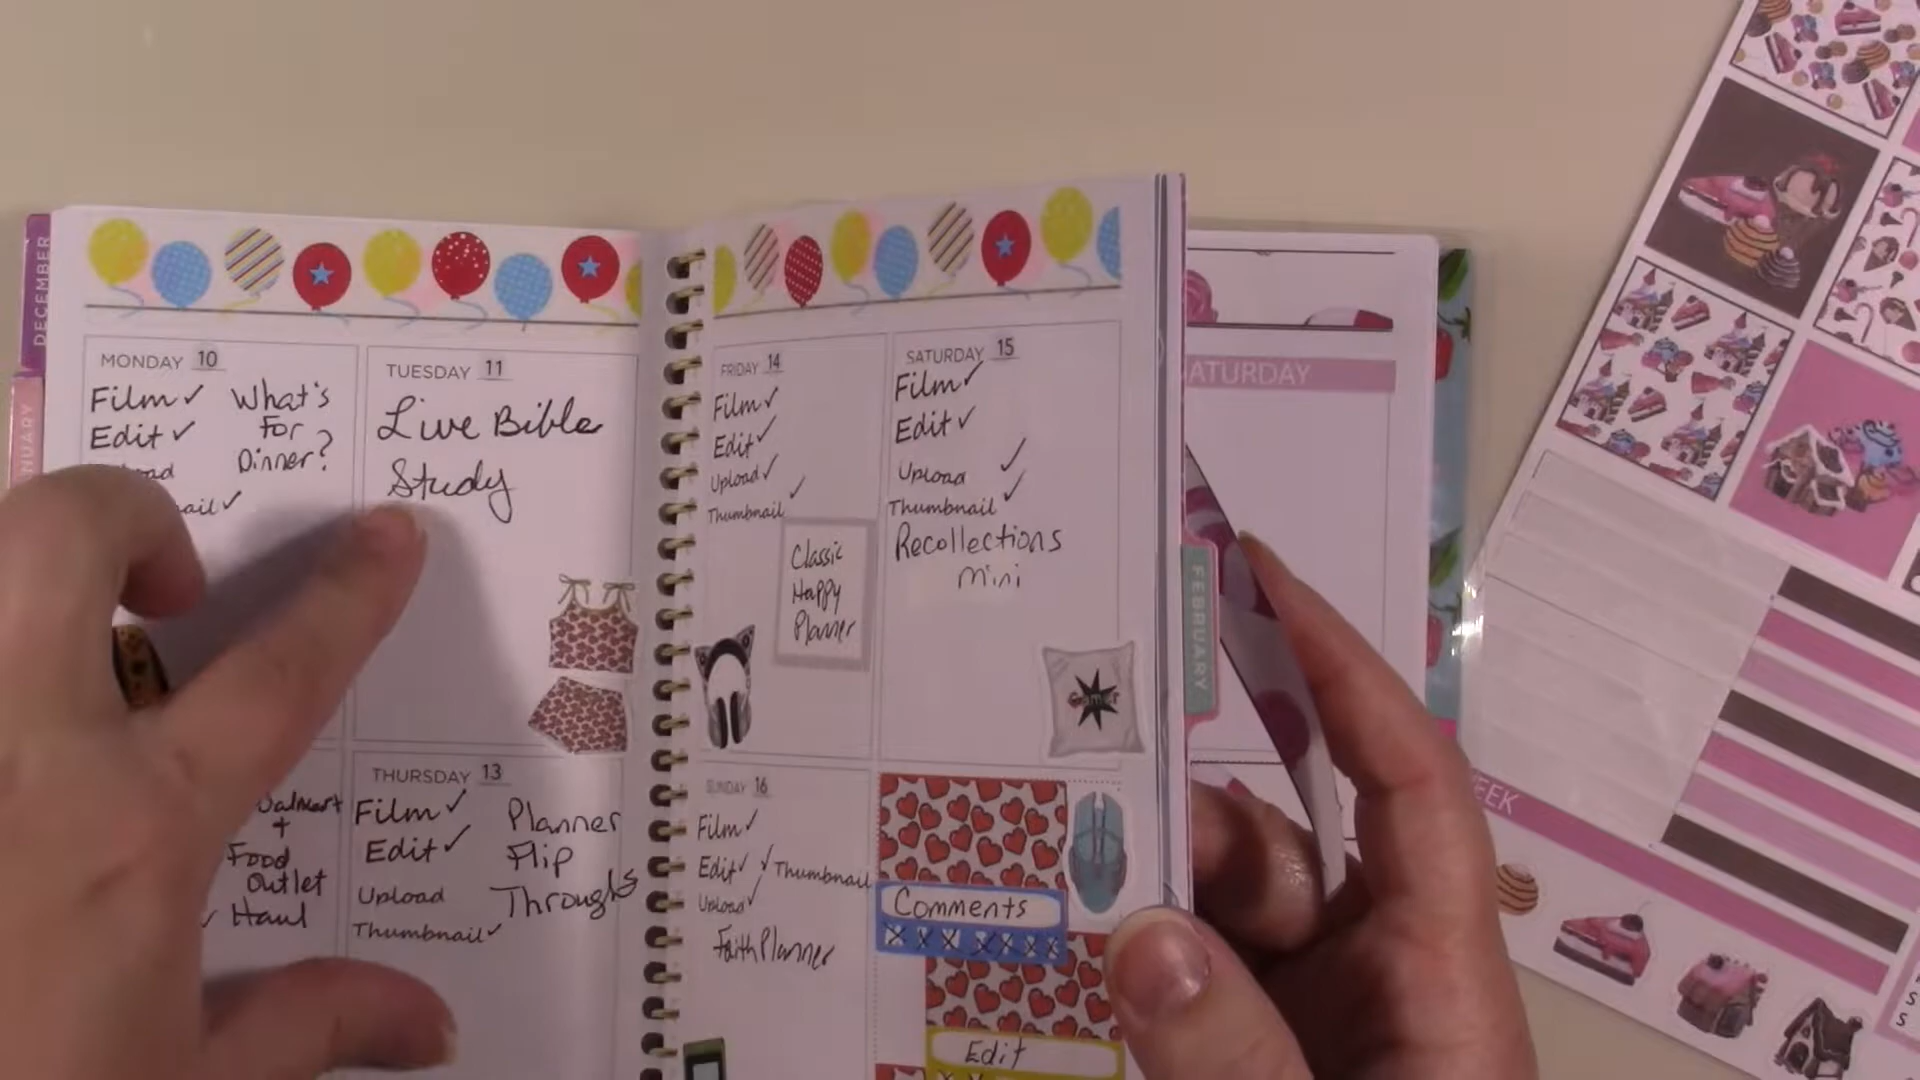 DECEMBER
MONDAY 10
Film ✓
Edit ✓
What's
For
Dinner?
TUESDAY 11
Live Bible
Study
Walmart
+
Food
Outlet
Haul
THURSDAY 13
Film ✓
Edit ✓
Upload
Thumbnail ✓
Planner
Flip
Throughs
FRIDAY 14
Film ✓
Edit ✓
Upload ✓
Thumbnail ✓
Classic
Happy
Planner
SATURDAY 15
Film ✓
Edit ✓
Upload ✓
Thumbnail ✓
Recollections
Mini
Gamer
SUNDAY 16
Film ✓
Edit ✓ ✓ Thumbnail
Upload ✓
Faith Planner
Comments
X X X X X X X
Edit
FEBRUARY